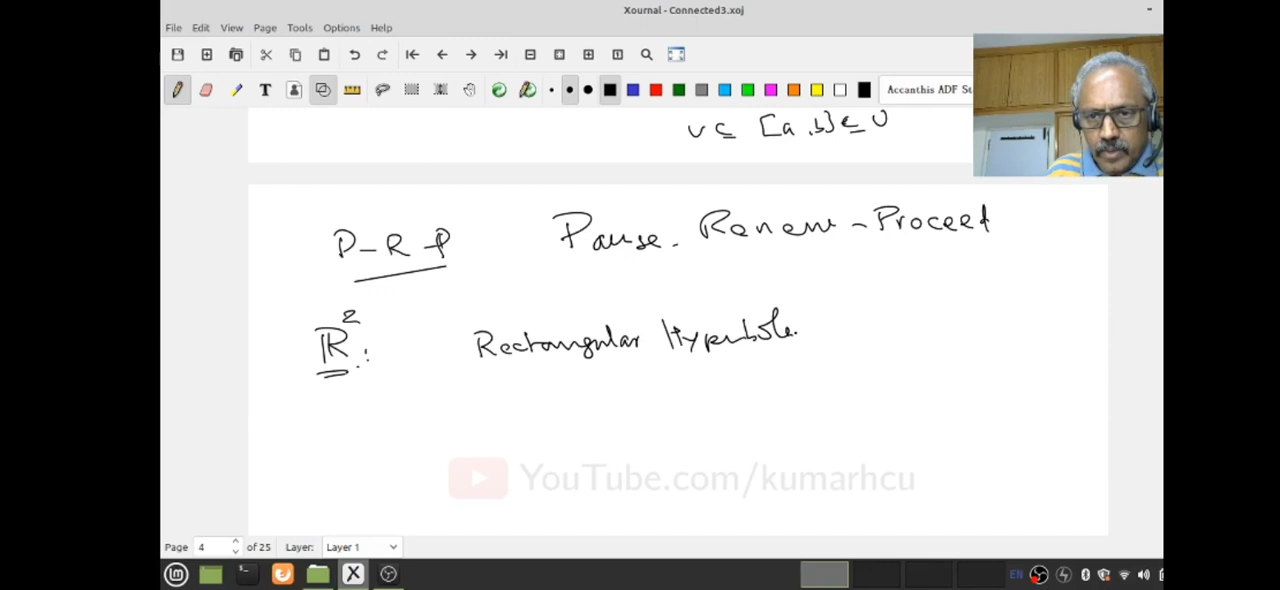 Xournal - Connected3.xoj
File Edit View Page Tools Options Help
Accanthis ADF St
U ⊆ [a, b] ⊆ U
P-R-P Pause - Renew - Proceed
ℝ²: Rectangular Hyperbola
YouTube.com/kumarhcu
Page 4 of 25 Layer: Layer 1
EN